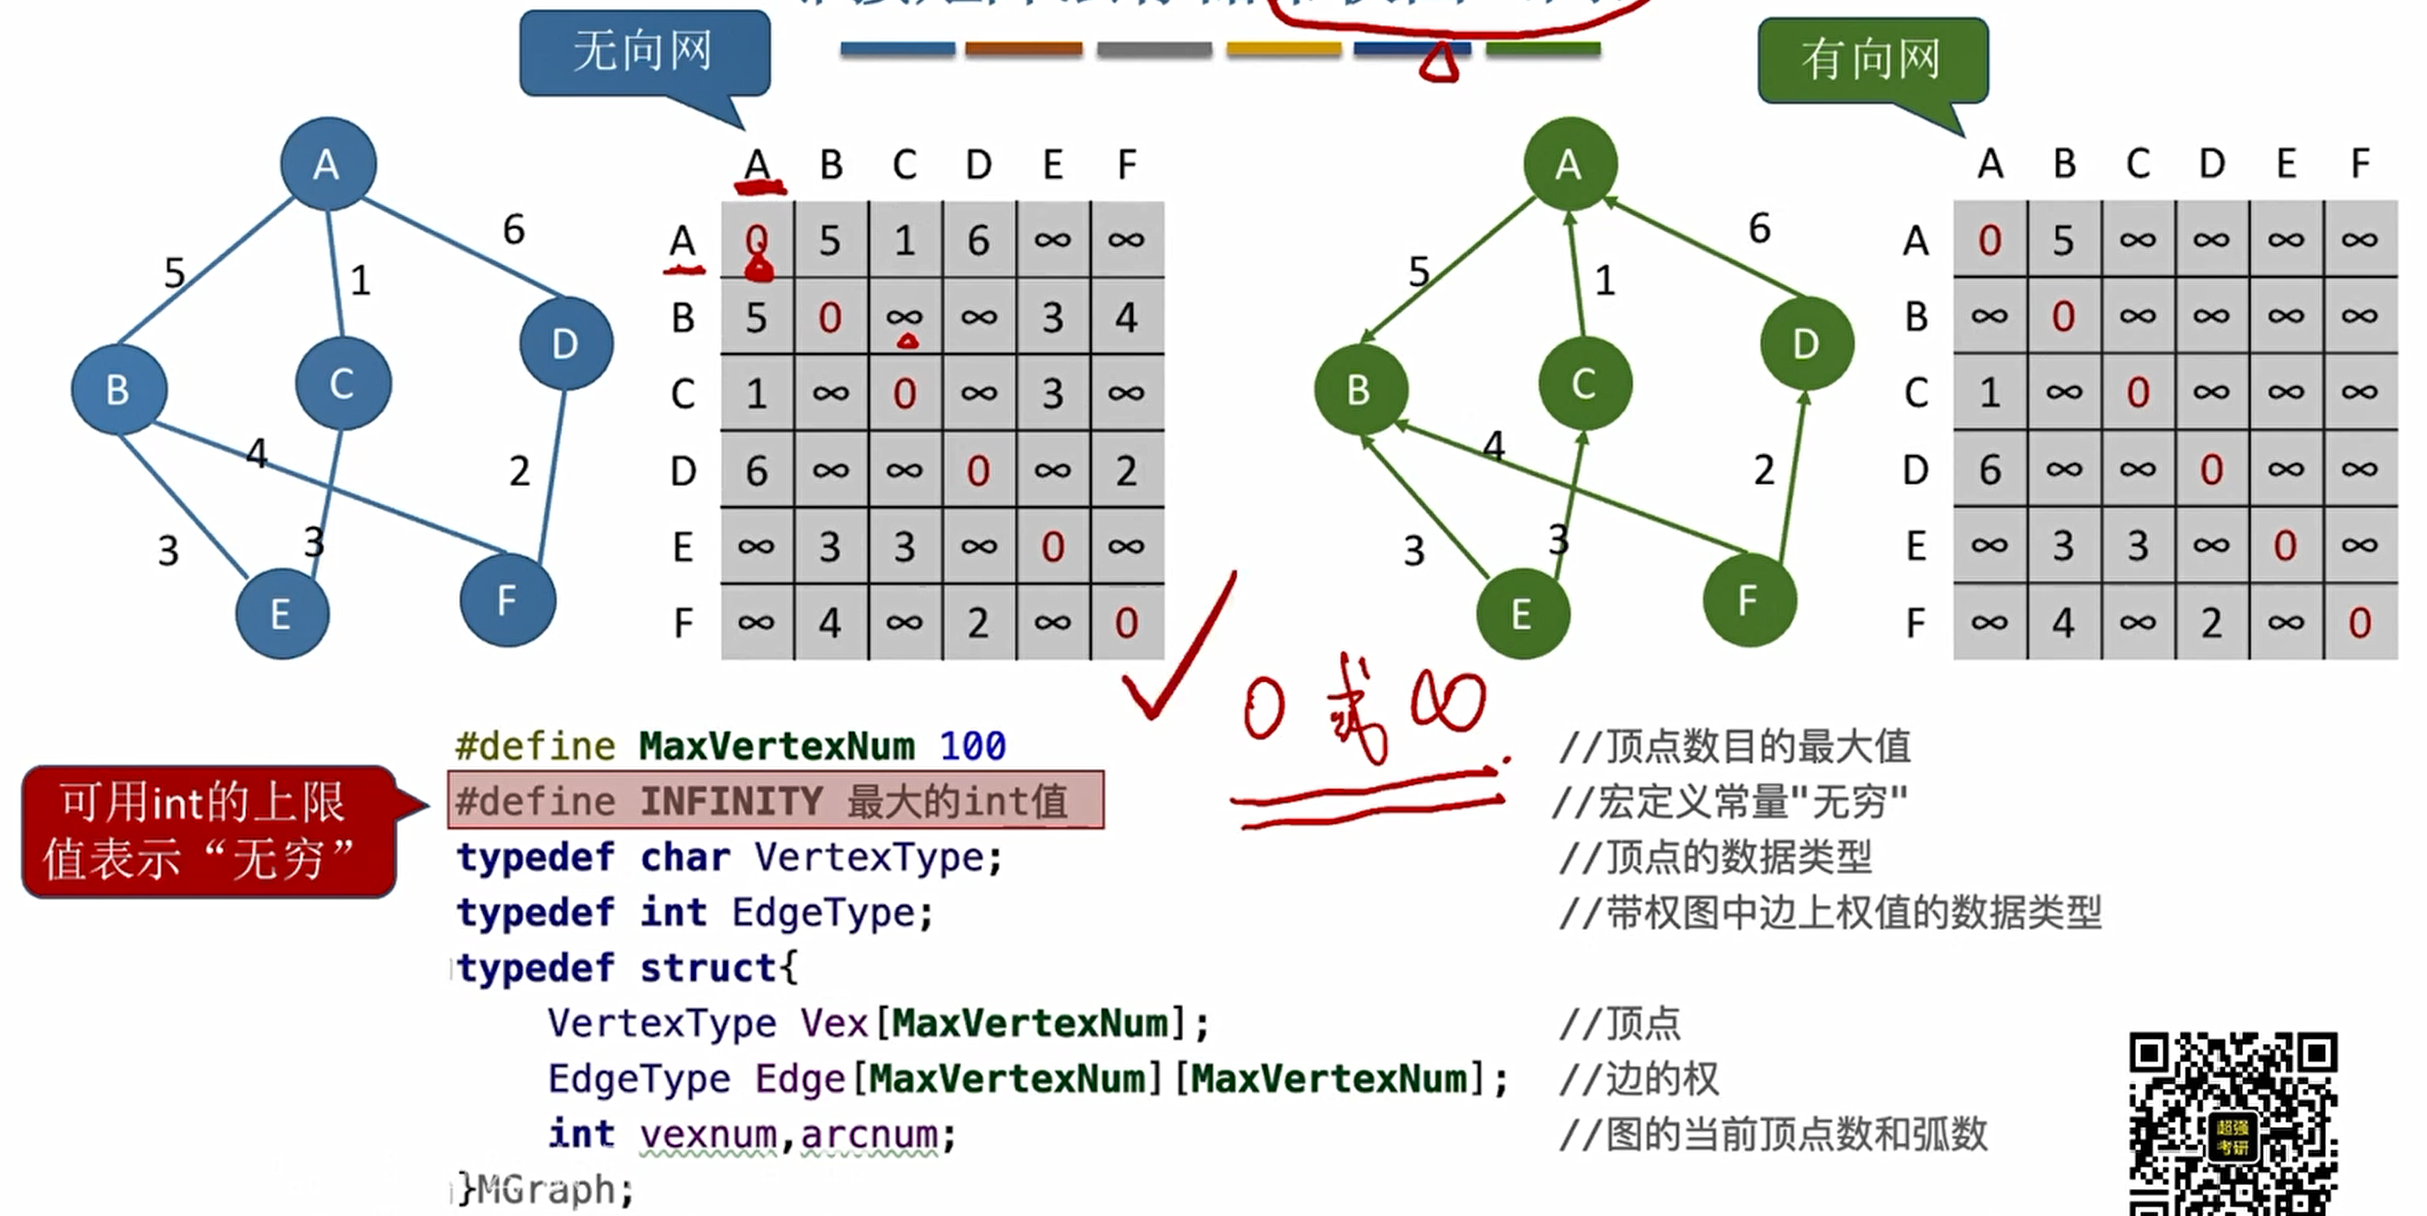 无向网
有向网
A
5
1
6
B
C
D
4
2
3
3
E
F
A B C D E F
A 0 5 1 6 ∞ ∞
B 5 0 ∞ ∞ 3 4
C 1 ∞ 0 ∞ 3 ∞
D 6 ∞ ∞ 0 ∞ 2
E ∞ 3 3 ∞ 0 ∞
F ∞ 4 ∞ 2 ∞ 0
A
5
1
6
B
C
D
4
2
3
3
E
F
A B C D E F
A 0 5 ∞ ∞ ∞ ∞
B ∞ 0 ∞ ∞ ∞ ∞
C 1 ∞ 0 ∞ ∞ ∞
D 6 ∞ ∞ 0 ∞ ∞
E ∞ 3 3 ∞ 0 ∞
F ∞ 4 ∞ 2 ∞ 0
0 或 ∞
可用int的上限
值表示“无穷”
#define MaxVertexNum 100 //顶点数目的最大值
#define INFINITY 最大的int值 //宏定义常量"无穷"
typedef char VertexType; //顶点的数据类型
typedef int EdgeType; //带权图中边上权值的数据类型
typedef struct{
VertexType Vex[MaxVertexNum]; //顶点
EdgeType Edge[MaxVertexNum][MaxVertexNum]; //边的权
int vexnum,arcnum; //图的当前顶点数和弧数
}MGraph;
超强
考研